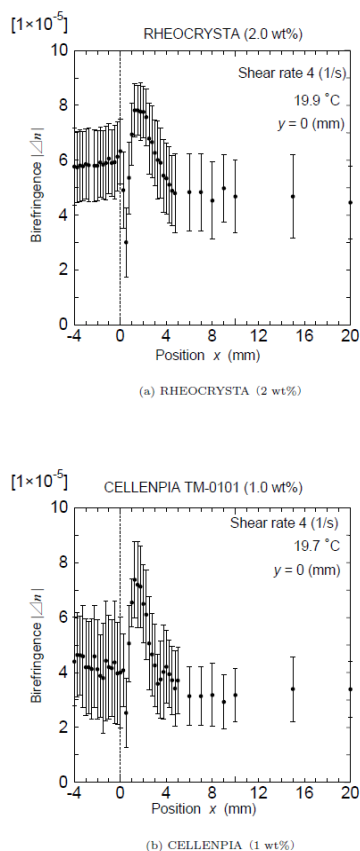 [1×10⁻⁵]
RHEOCRYSTA (2.0 wt%)
10
Shear rate 4 (1/s)
19.9 ˚C
y = 0 (mm)
8
6
4
2
0
Birefringence |⊿n|
-4 0 4 8 12 16 20
Position x (mm)
(a) RHEOCRYSTA (2 wt%)
[1×10⁻⁵]
CELLENPIA TM-0101 (1.0 wt%)
10
Shear rate 4 (1/s)
19.7 ˚C
y = 0 (mm)
8
6
4
2
0
Birefringence |⊿n|
-4 0 4 8 12 16 20
Position x (mm)
(b) CELLENPIA (1 wt%)